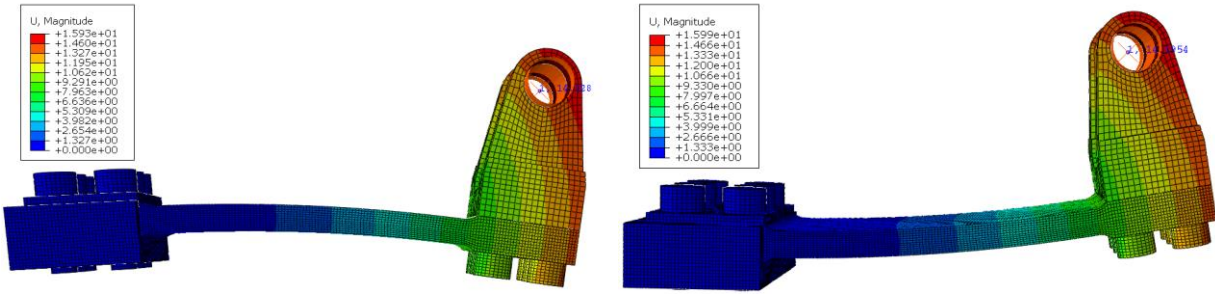 U, Magnitude
+1.593e+01
+1.460e+01
+1.327e+01
+1.195e+01
+1.062e+01
+9.291e+00
+7.963e+00
+6.636e+00
+5.309e+00
+3.982e+00
+2.654e+00
+1.327e+00
+0.000e+00
U, Magnitude
+1.599e+01
+1.466e+01
+1.333e+01
+1.200e+01
+1.066e+01
+9.330e+00
+7.997e+00
+6.664e+00
+5.331e+00
+3.999e+00
+2.666e+00
+1.333e+00
+0.000e+00